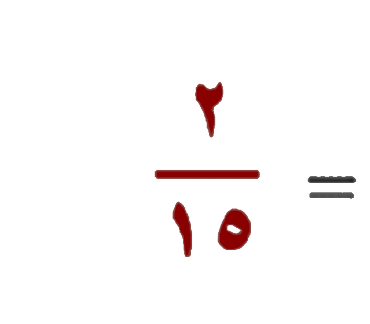 = ٢
١٥